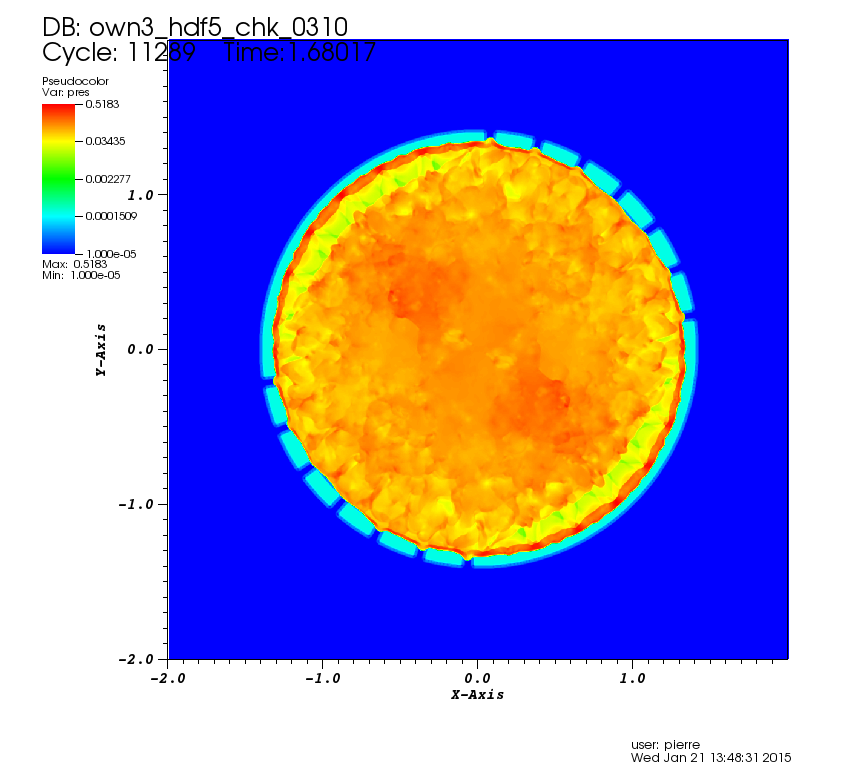 DB: own3_hdf5_chk_0310
Cycle: 11289 Time:1.68017
Pseudocolor
Var: pres
0.5183
0.03435
0.002277
0.0001509
1.000e-05
Max: 0.5183
Min: 1.000e-05
1.0
0.0
-1.0
-2.0
Y-Axis
-2.0 -1.0 0.0 1.0
X-Axis
user: pierre
Wed Jan 21 13:48:31 2015